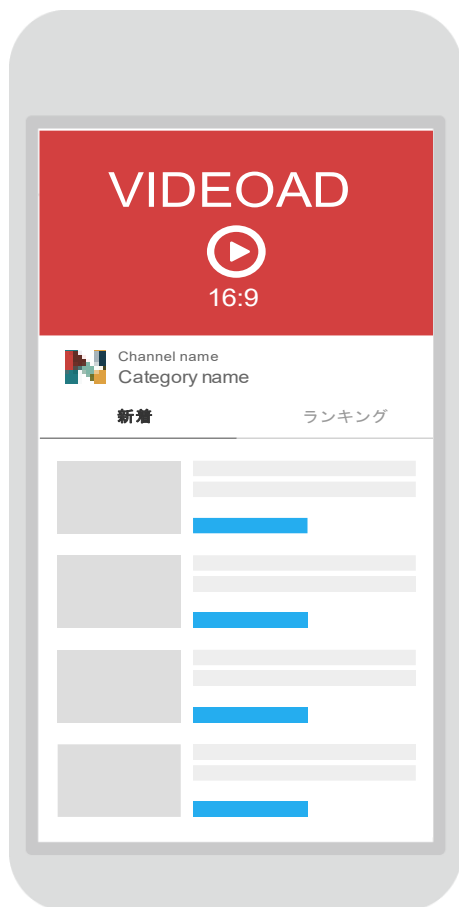 VIDEOAD
16:9
Channel name
Category name
新着
ランキング